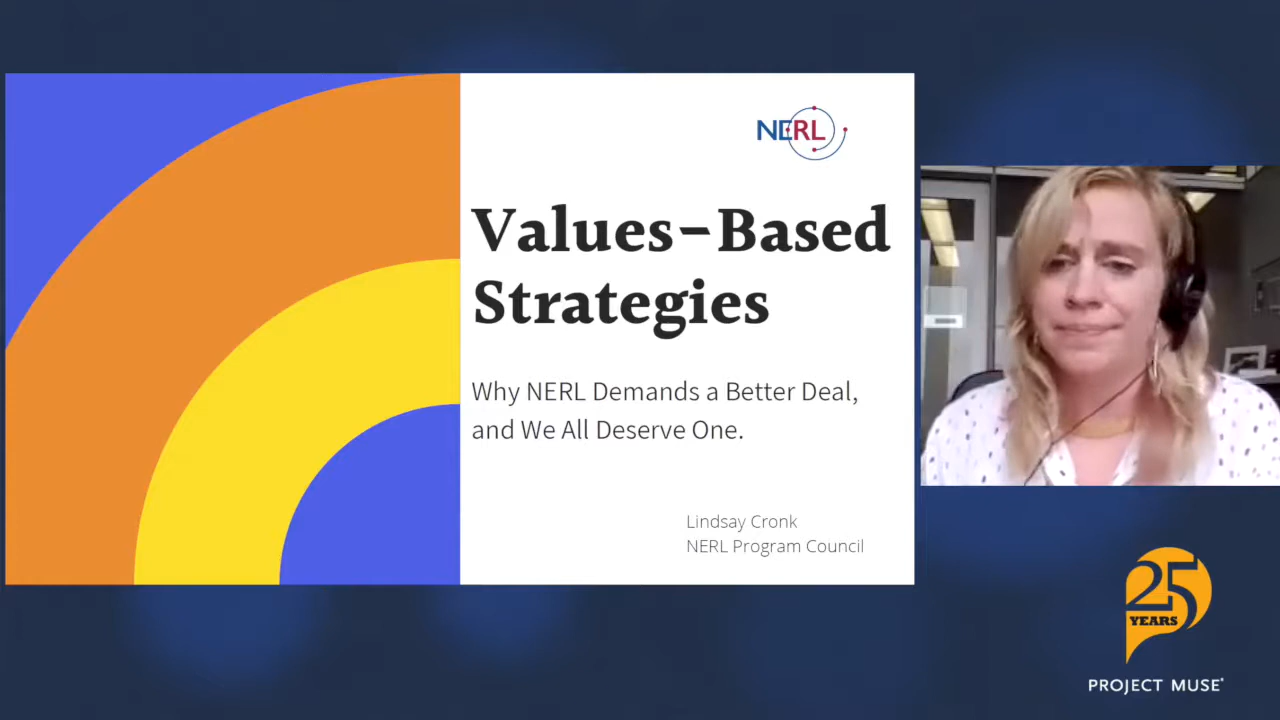 NERL
Values-Based
Strategies
Why NERL Demands a Better Deal,
and We All Deserve One.
Lindsay Cronk
NERL Program Council
25
YEARS
PROJECT MUSE®